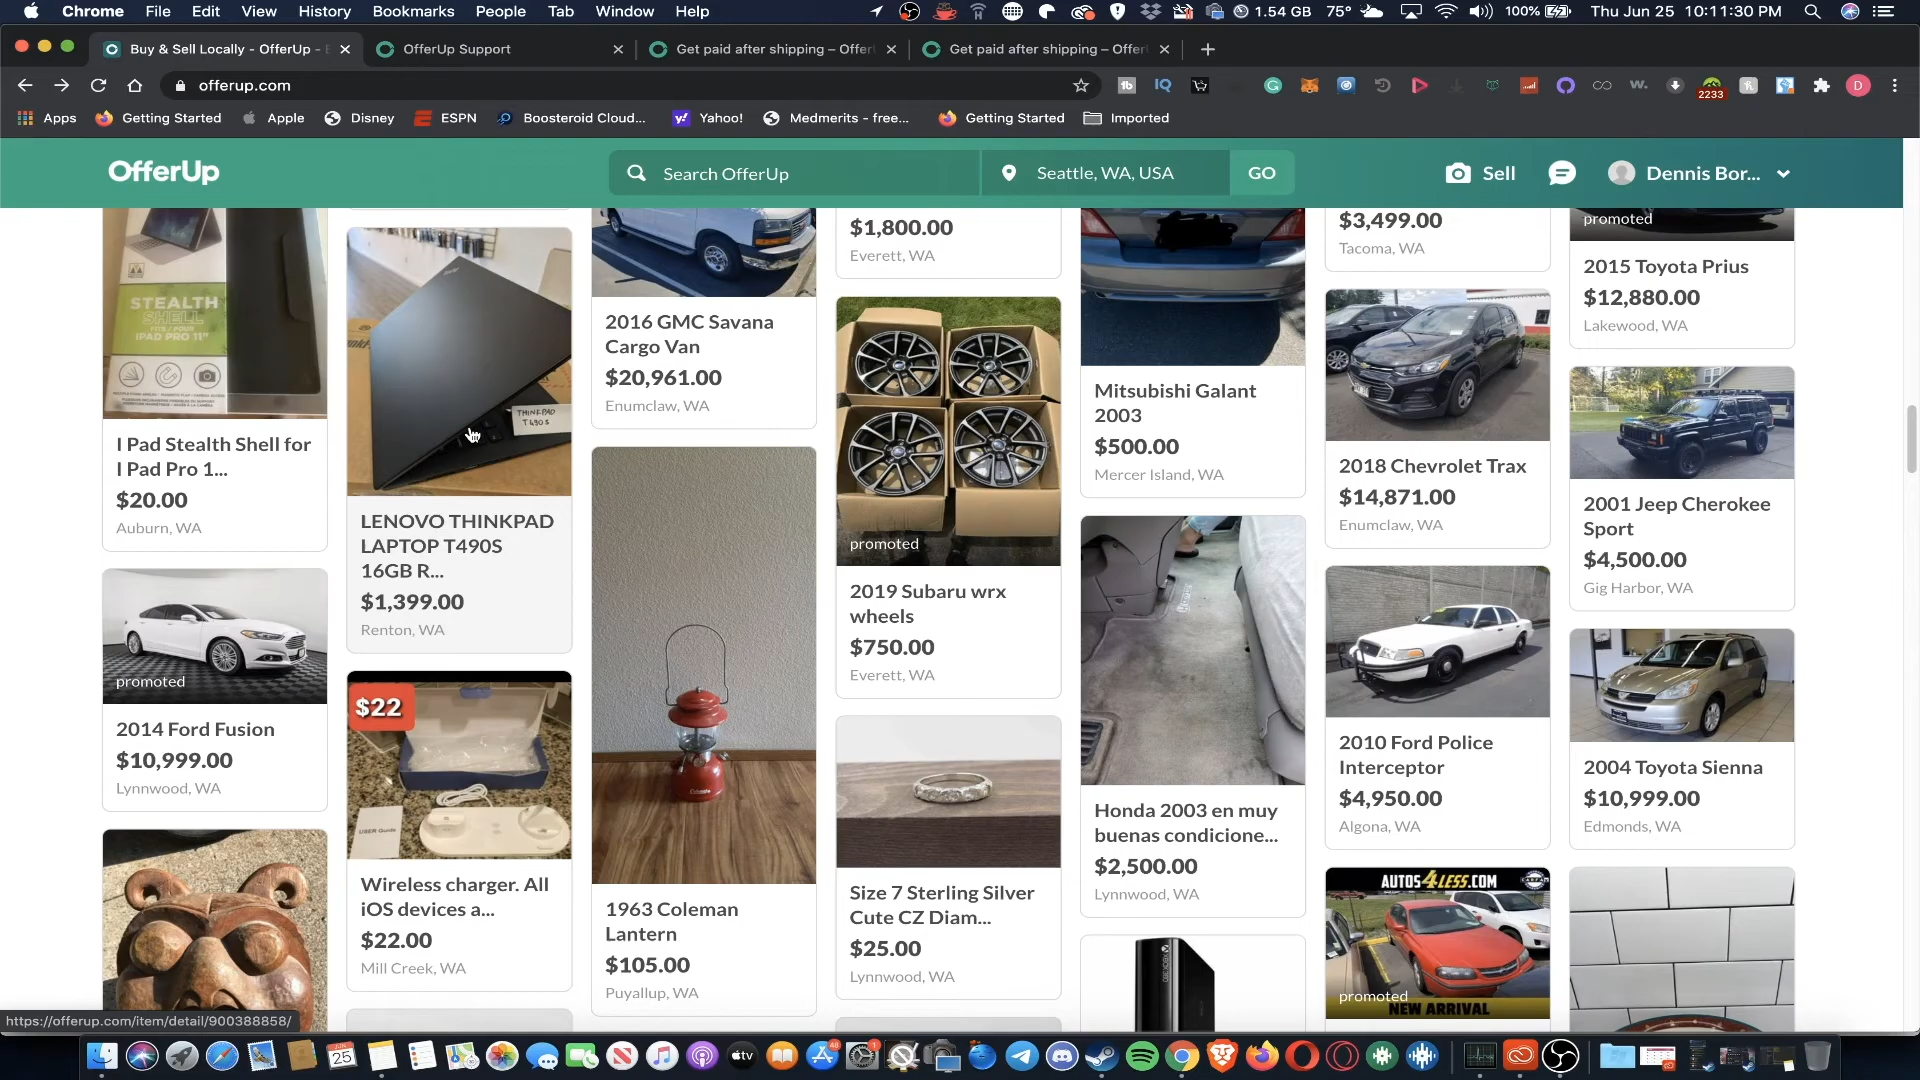 Chrome File Edit View History Bookmarks People Tab Window Help
1.54 GB 75° 100% Thu Jun 25 10:11:30 PM
Buy & Sell Locally - OfferUp -
OfferUp Support
Get paid after shipping – Offer
Get paid after shipping – Offer
offerup.com
2233
D
Apps Getting Started Apple Disney ESPN Boosteroid Cloud... Yahoo! Medmerits - free... Getting Started Imported
OfferUp
Search OfferUp
Seattle, WA, USA
GO
Sell
Dennis Bor...
STEALTH
SHELL
IPAD PRO 11"
I Pad Stealth Shell for
I Pad Pro 1...
$20.00
Auburn, WA
promoted
2014 Ford Fusion
$10,999.00
Lynnwood, WA
THINKPAD
T490S
LENOVO THINKPAD
LAPTOP T490S
16GB R...
$1,399.00
Renton, WA
$22
USER Guide
Wireless charger. All
iOS devices a...
$22.00
Mill Creek, WA
2016 GMC Savana
Cargo Van
$20,961.00
Enumclaw, WA
1963 Coleman
Lantern
$105.00
Puyallup, WA
$1,800.00
Everett, WA
promoted
2019 Subaru wrx
wheels
$750.00
Everett, WA
Size 7 Sterling Silver
Cute CZ Diam...
$25.00
Lynnwood, WA
Mitsubishi Galant
2003
$500.00
Mercer Island, WA
Honda 2003 en muy
buenas condicione...
$2,500.00
Lynnwood, WA
XBOX 360
$3,499.00
Tacoma, WA
2018 Chevrolet Trax
$14,871.00
Enumclaw, WA
2010 Ford Police
Interceptor
$4,950.00
Algona, WA
AUTOS4LESS.COM
promoted
NEW ARRIVAL
promoted
2015 Toyota Prius
$12,880.00
Lakewood, WA
2001 Jeep Cherokee
Sport
$4,500.00
Gig Harbor, WA
2004 Toyota Sienna
$10,999.00
Edmonds, WA
https://offerup.com/item/detail/900388858/